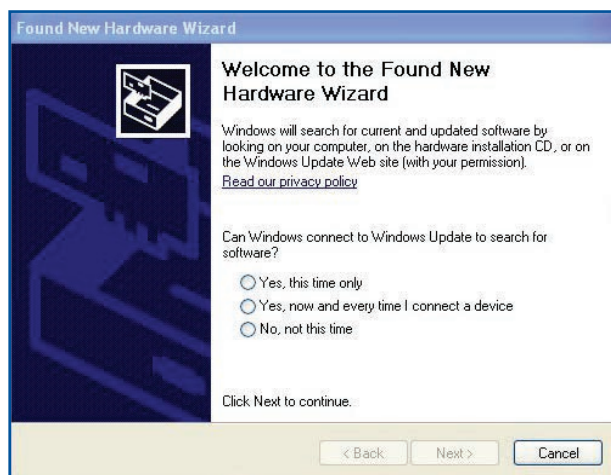 Found New Hardware Wizard
Welcome to the Found New
Hardware Wizard
Windows will search for current and updated software by
looking on your computer, on the hardware installation CD, or on
the Windows Update Web site (with your permission).
Read our privacy policy
Can Windows connect to Windows Update to search for
software?
Yes, this time only
Yes, now and every time I connect a device
No, not this time
Click Next to continue.
< Back
Next >
Cancel